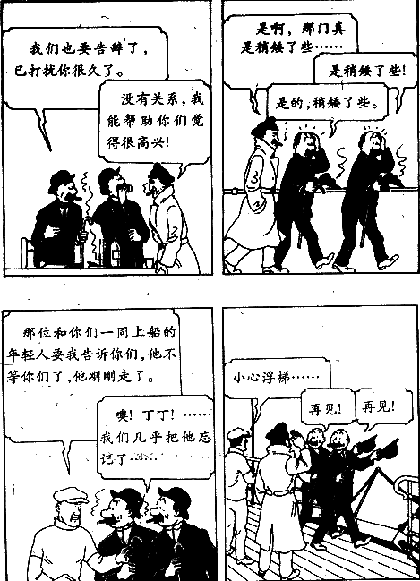 我们也要告辞了，
已打扰你很久了。
没有关系，我
能帮助你们觉
得很高兴！
是啊，那门真
是稍矮了些……
是稍矮了些！
是的，稍矮了些。
那位和你们一同上船的
年轻人要我告诉你们，他不
等你们了，他刚刚走了。
噢！丁丁！……
我们几乎把他忘
记了……
小心浮梯……
再见！
再见！